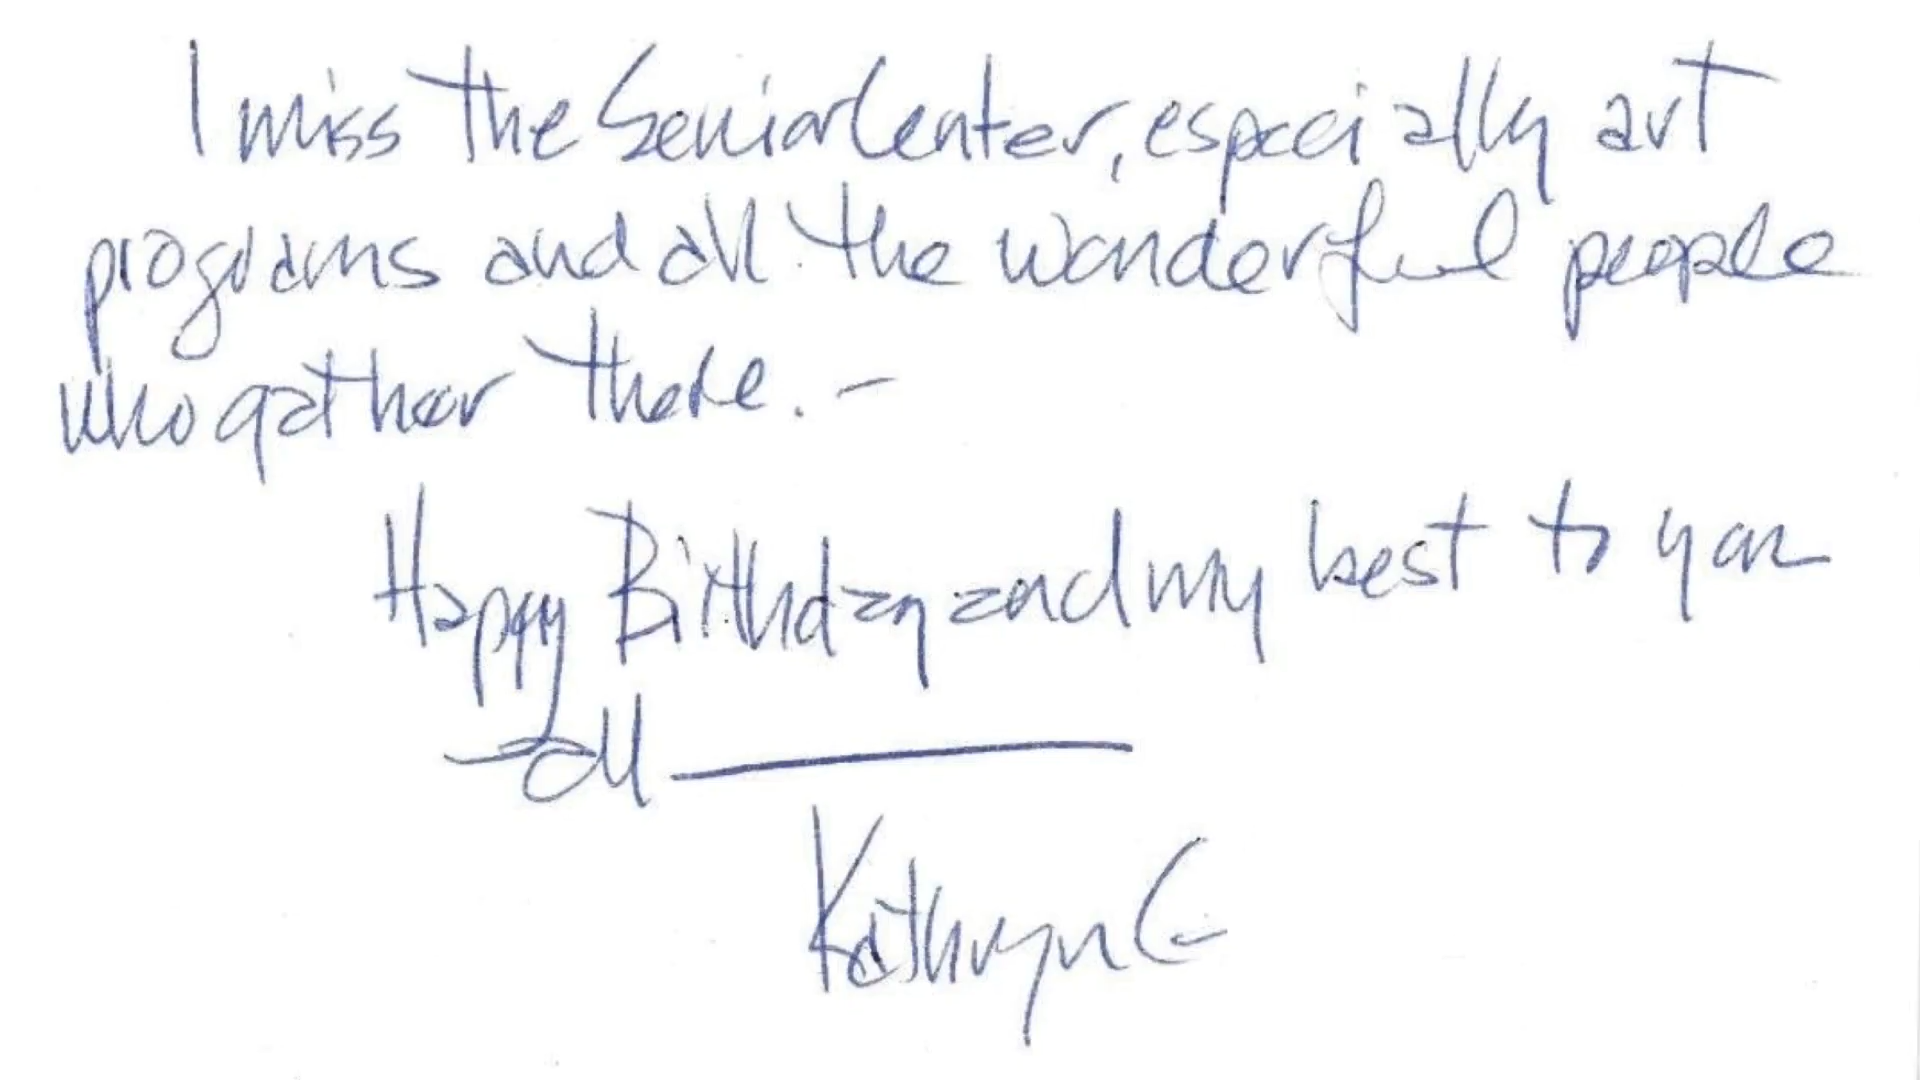 I miss the Senior Center, especially art
programs and all the wonderful people
who gather there. –
Happy Birthday and my best to you
all
Kathryn G